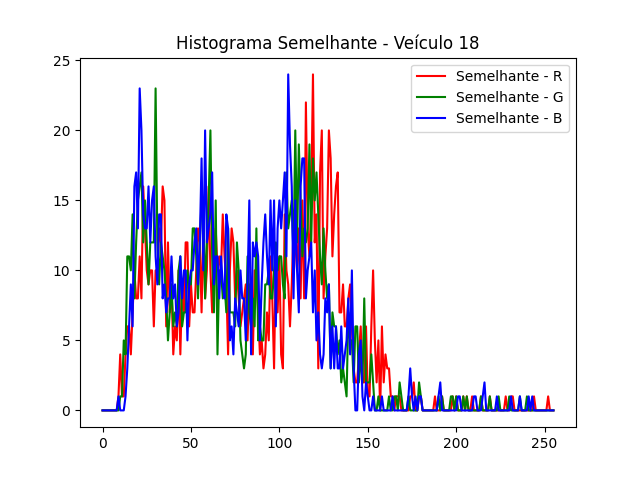 Histograma Semelhante - Veículo 18
25
20
15
10
5
0
0 50 100 150 200 250
Semelhante - R
Semelhante - G
Semelhante - B